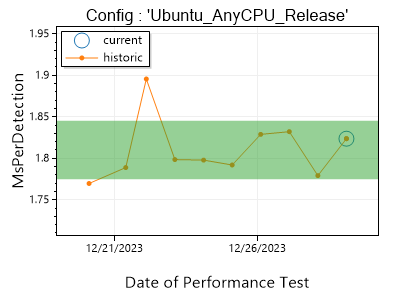 Config : 'Ubuntu_AnyCPU_Release'
current
historic
1.95
1.9
1.85
1.8
1.75
MsPerDetection
12/21/2023
12/26/2023
Date of Performance Test